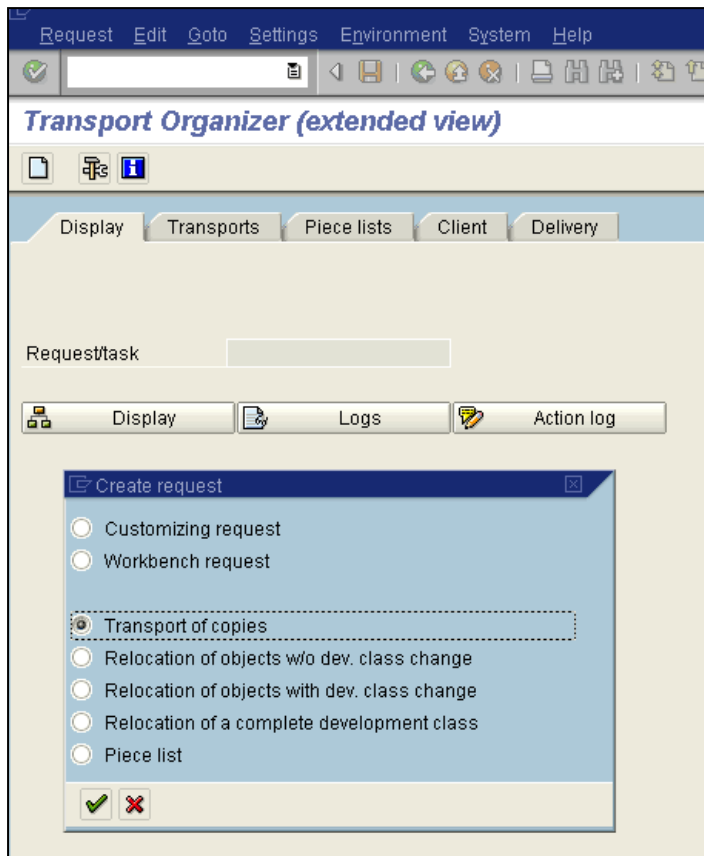 Request Edit Goto Settings Environment System Help
Transport Organizer (extended view)
Display Transports Piece lists Client Delivery
Request/task
Display Logs Action log
Create request
Customizing request
Workbench request
Transport of copies
Relocation of objects w/o dev. class change
Relocation of objects with dev. class change
Relocation of a complete development class
Piece list